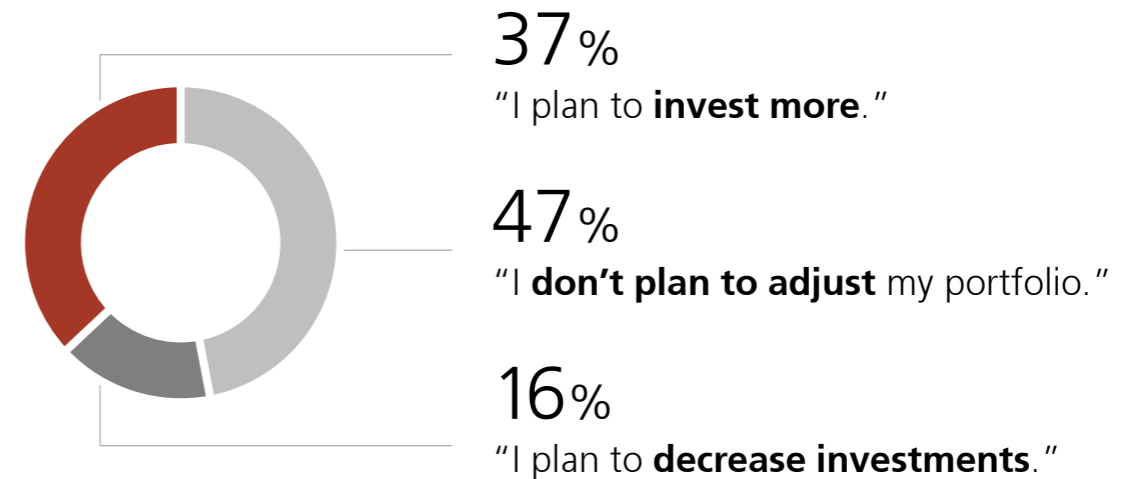 37%
“I plan to invest more.”
47%
“I don’t plan to adjust my portfolio.”
16%
“I plan to decrease investments.”